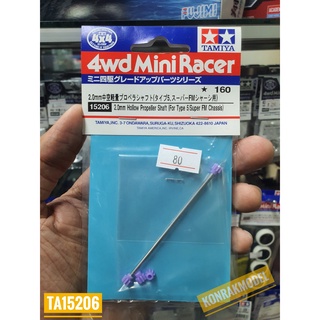 FUJIMI
4X4
TAMIYA
4wd Mini Racer
ミニ四駆グレードアップパーツシリーズ
★ 160
2.0mm中空軽量プロペラシャフト(タイプ5、スーパーFMシャーシ用)
15206 2.0mm Hollow Propeller Shaft (For Type 5/Super FM Chassis)
TAMIYA, INC. 3-7 ONDAWARA, SURUGA-KU, SHIZUOKA 422-8610 JAPAN
80
TA15206
KONRAKMODEL